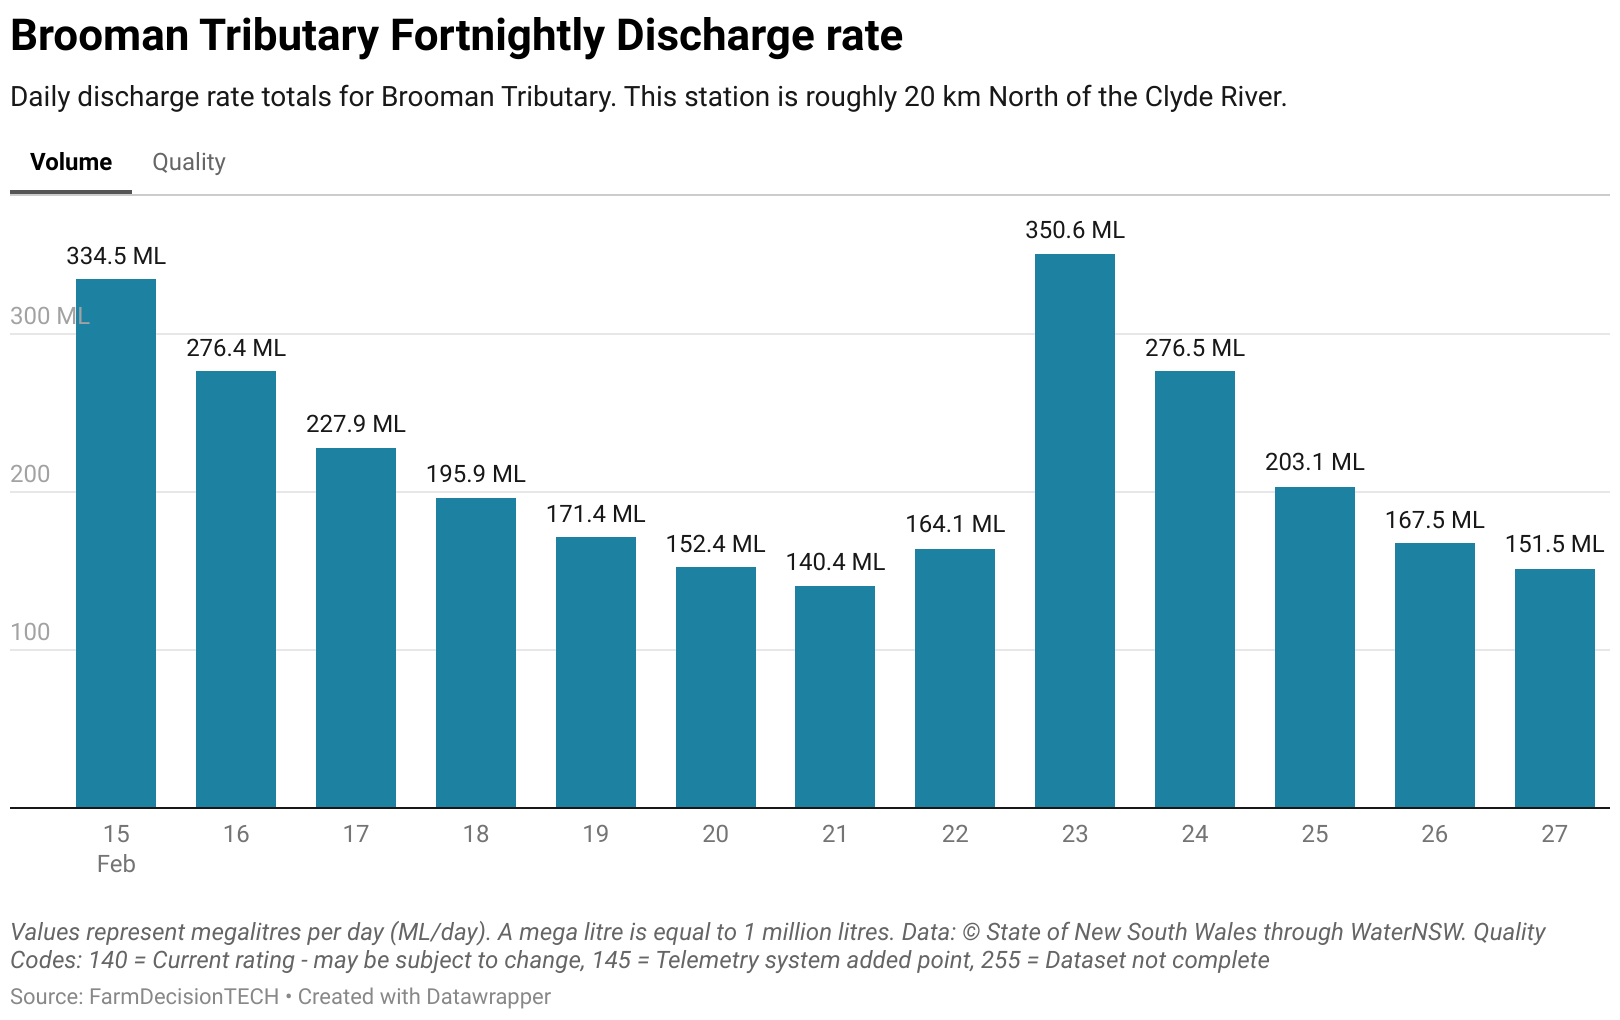 Brooman Tributary Fortnightly Discharge rate
Daily discharge rate totals for Brooman Tributary. This station is roughly 20 km North of the Clyde River.
Volume Quality
350.6 ML
334.5 ML
300 ML
276.4 ML 276.5 ML
227.9 ML
203.1 ML
200 195.9 ML
171.4 ML
167.5 ML
164.1 ML
152.4 ML 151.5 ML
140.4 ML
100
15 16 17 18 19 20 21 22 23 24 25 26 27
Feb
Values represent megalitres per day (ML/day). A mega litre is equal to 1 million litres. Data: © State of New South Wales through WaterNSW. Quality
Codes: 140 = Current rating - may be subject to change, 145 = Telemetry system added point, 255 = Dataset not complete
Source: FarmDecisionTECH • Created with Datawrapper